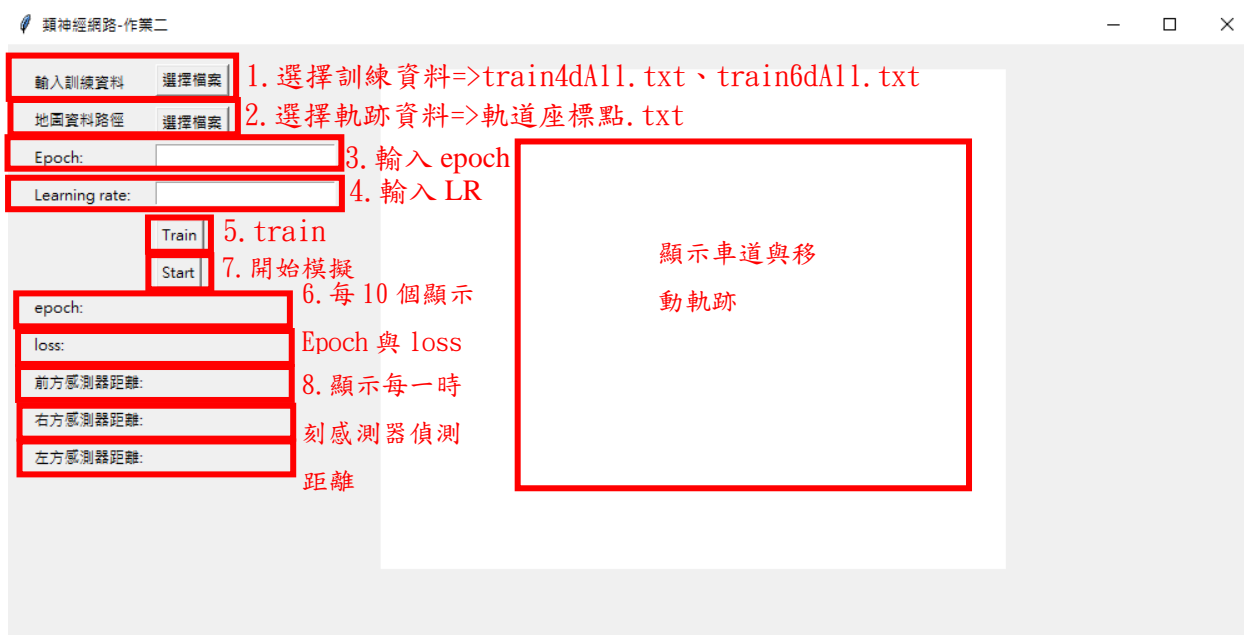 類神經網路-作業二
輸入訓練資料 選擇檔案 1.選擇訓練資料=>train4dAll.txt、train6dAll.txt
地圖資料路徑 選擇檔案 2.選擇軌跡資料=>軌道座標點.txt
Epoch: 3.輸入 epoch
Learning rate: 4.輸入 LR
Train 5.train
Start 7.開始模擬
epoch: 6.每 10 個顯示
loss: Epoch 與 loss
前方感測器距離: 8.顯示每一時
右方感測器距離: 刻感測器偵測
左方感測器距離: 距離
顯示車道與移
動軌跡